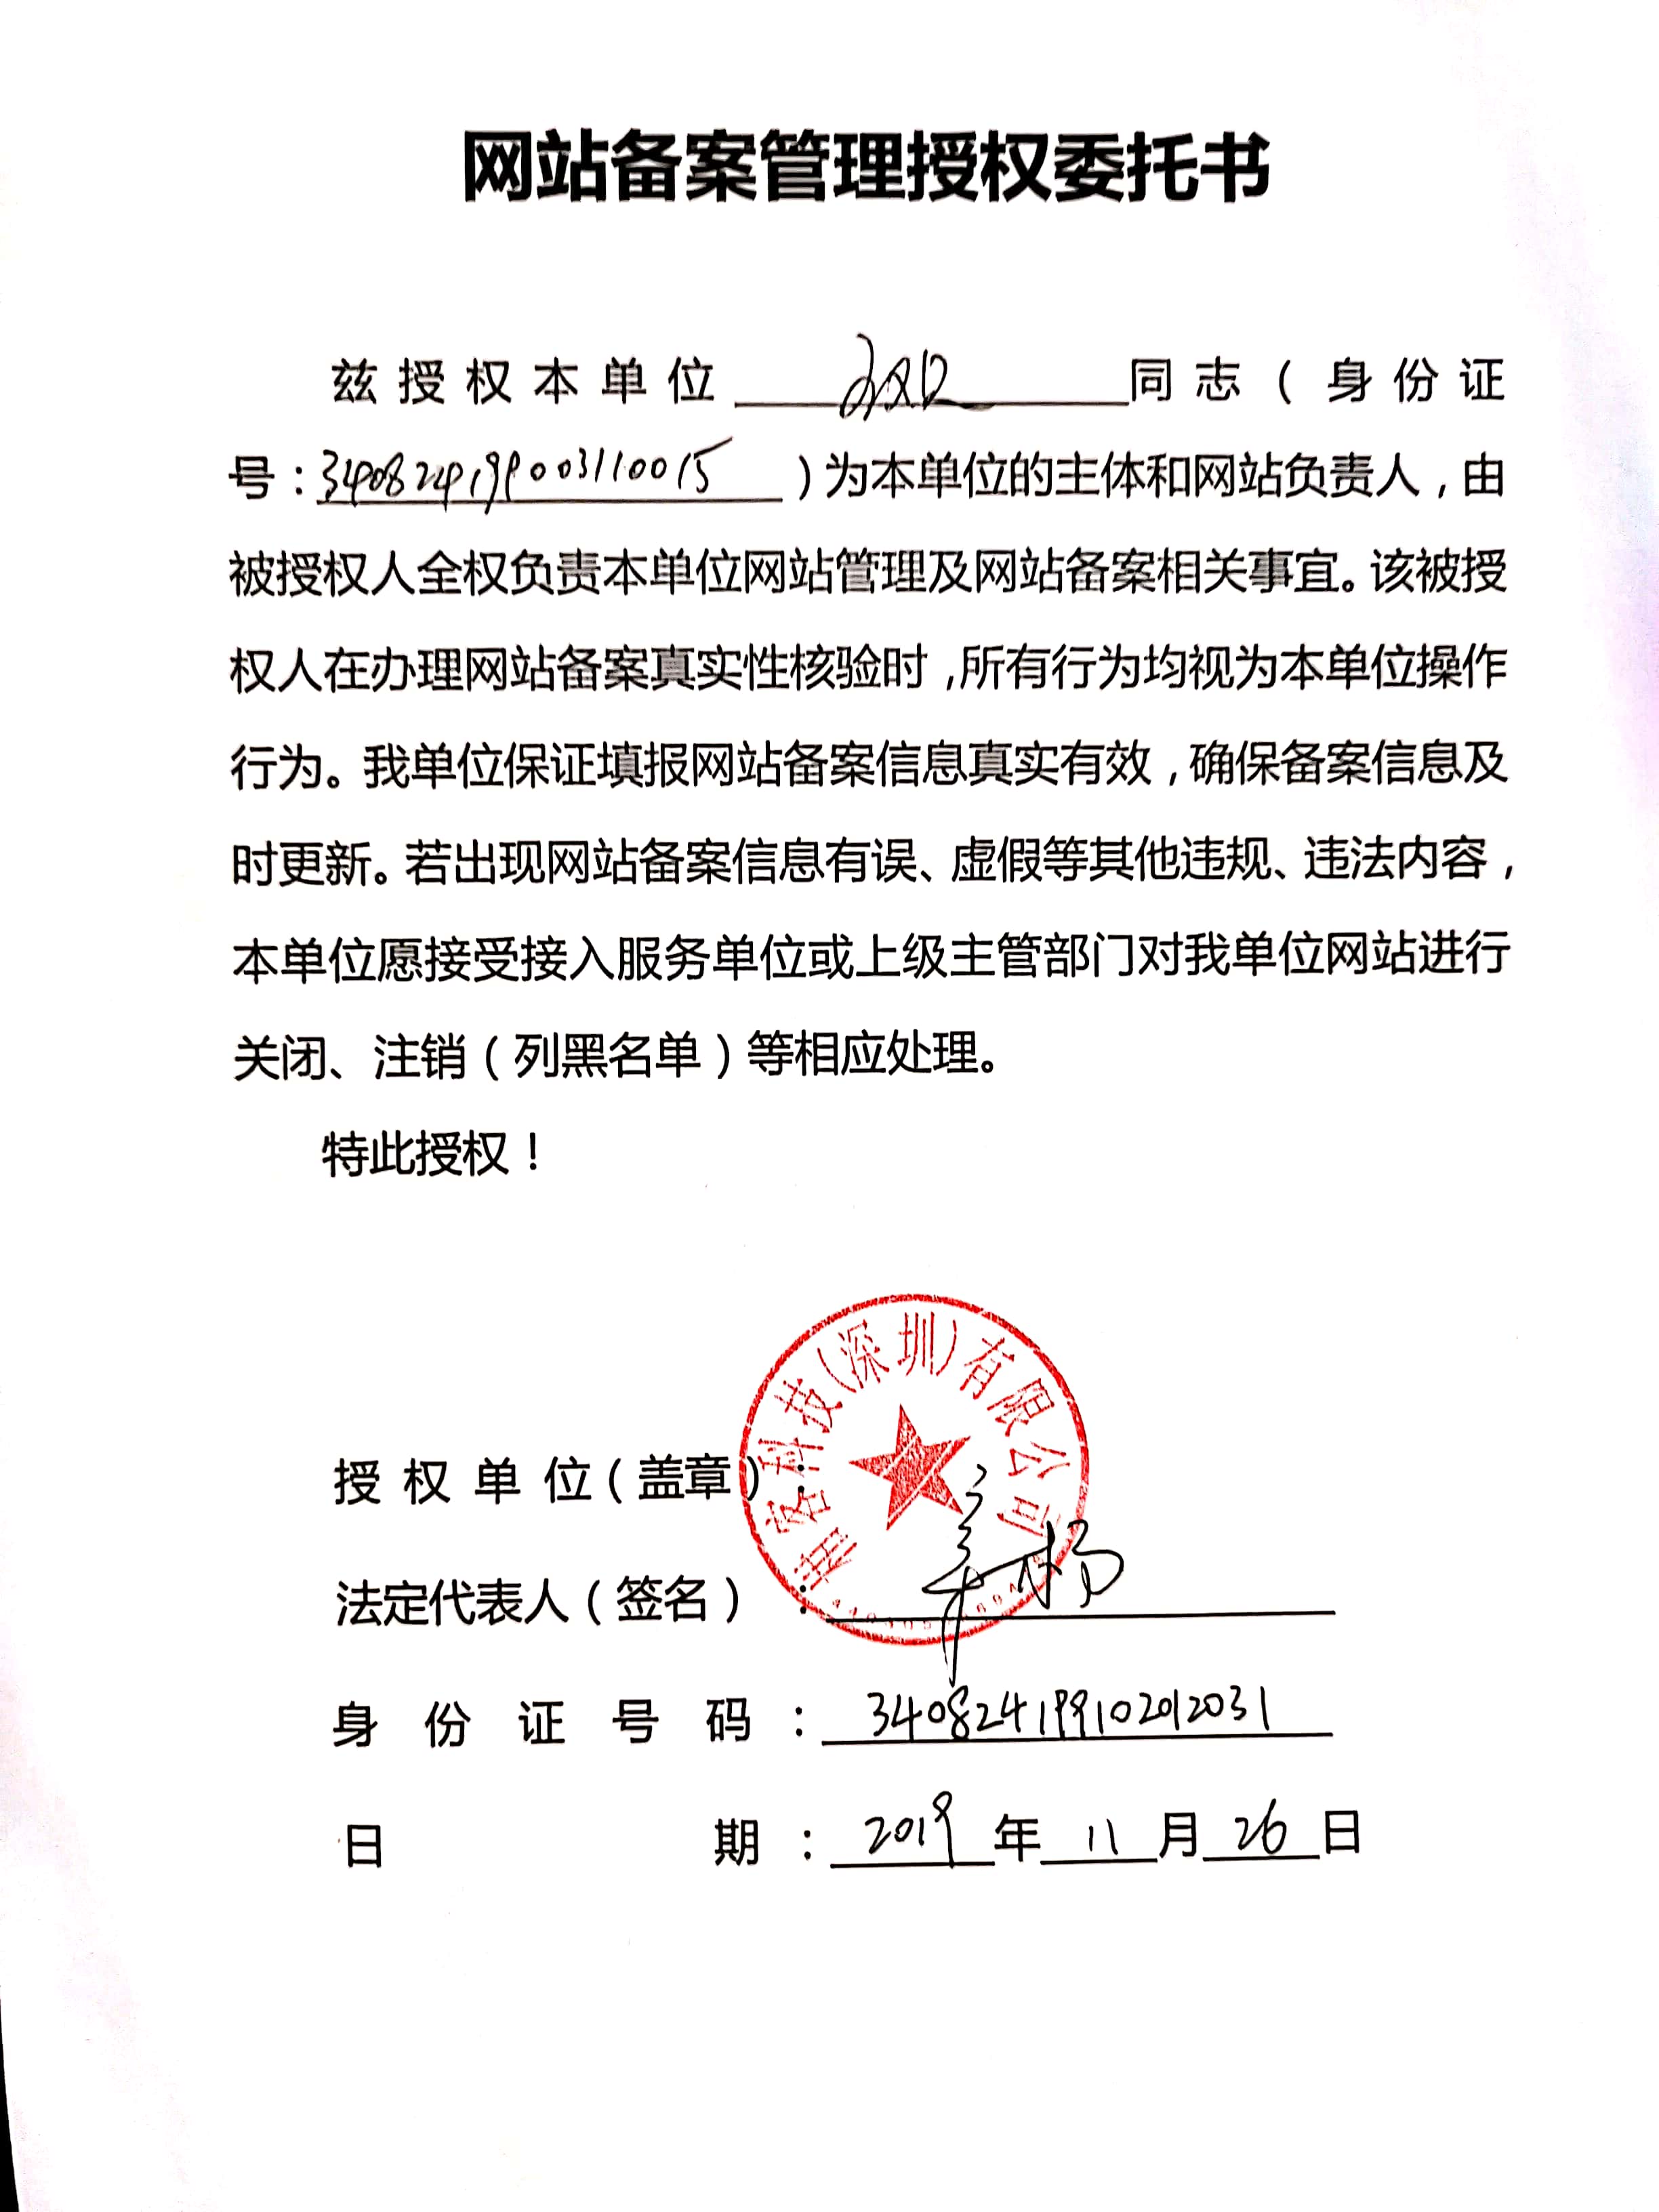 网站备案管理授权委托书
兹授权本单位 同志(身份证
号:340824199003110015)为本单位的主体和网站负责人,由
被授权人全权负责本单位网站管理及网站备案相关事宜。该被授
权人在办理网站备案真实性核验时,所有行为均视为本单位操作
行为。我单位保证填报网站备案信息真实有效,确保备案信息及
时更新。若出现网站备案信息有误、虚假等其他违规、违法内容,
本单位愿接受接入服务单位或上级主管部门对我单位网站进行
关闭、注销(列黑名单)等相应处理。
特此授权!
客科技(深圳)有限公司
授权单位(盖章):
法定代表人(签名):
身份证号码:340824199102012031
日期:2019年11月26日